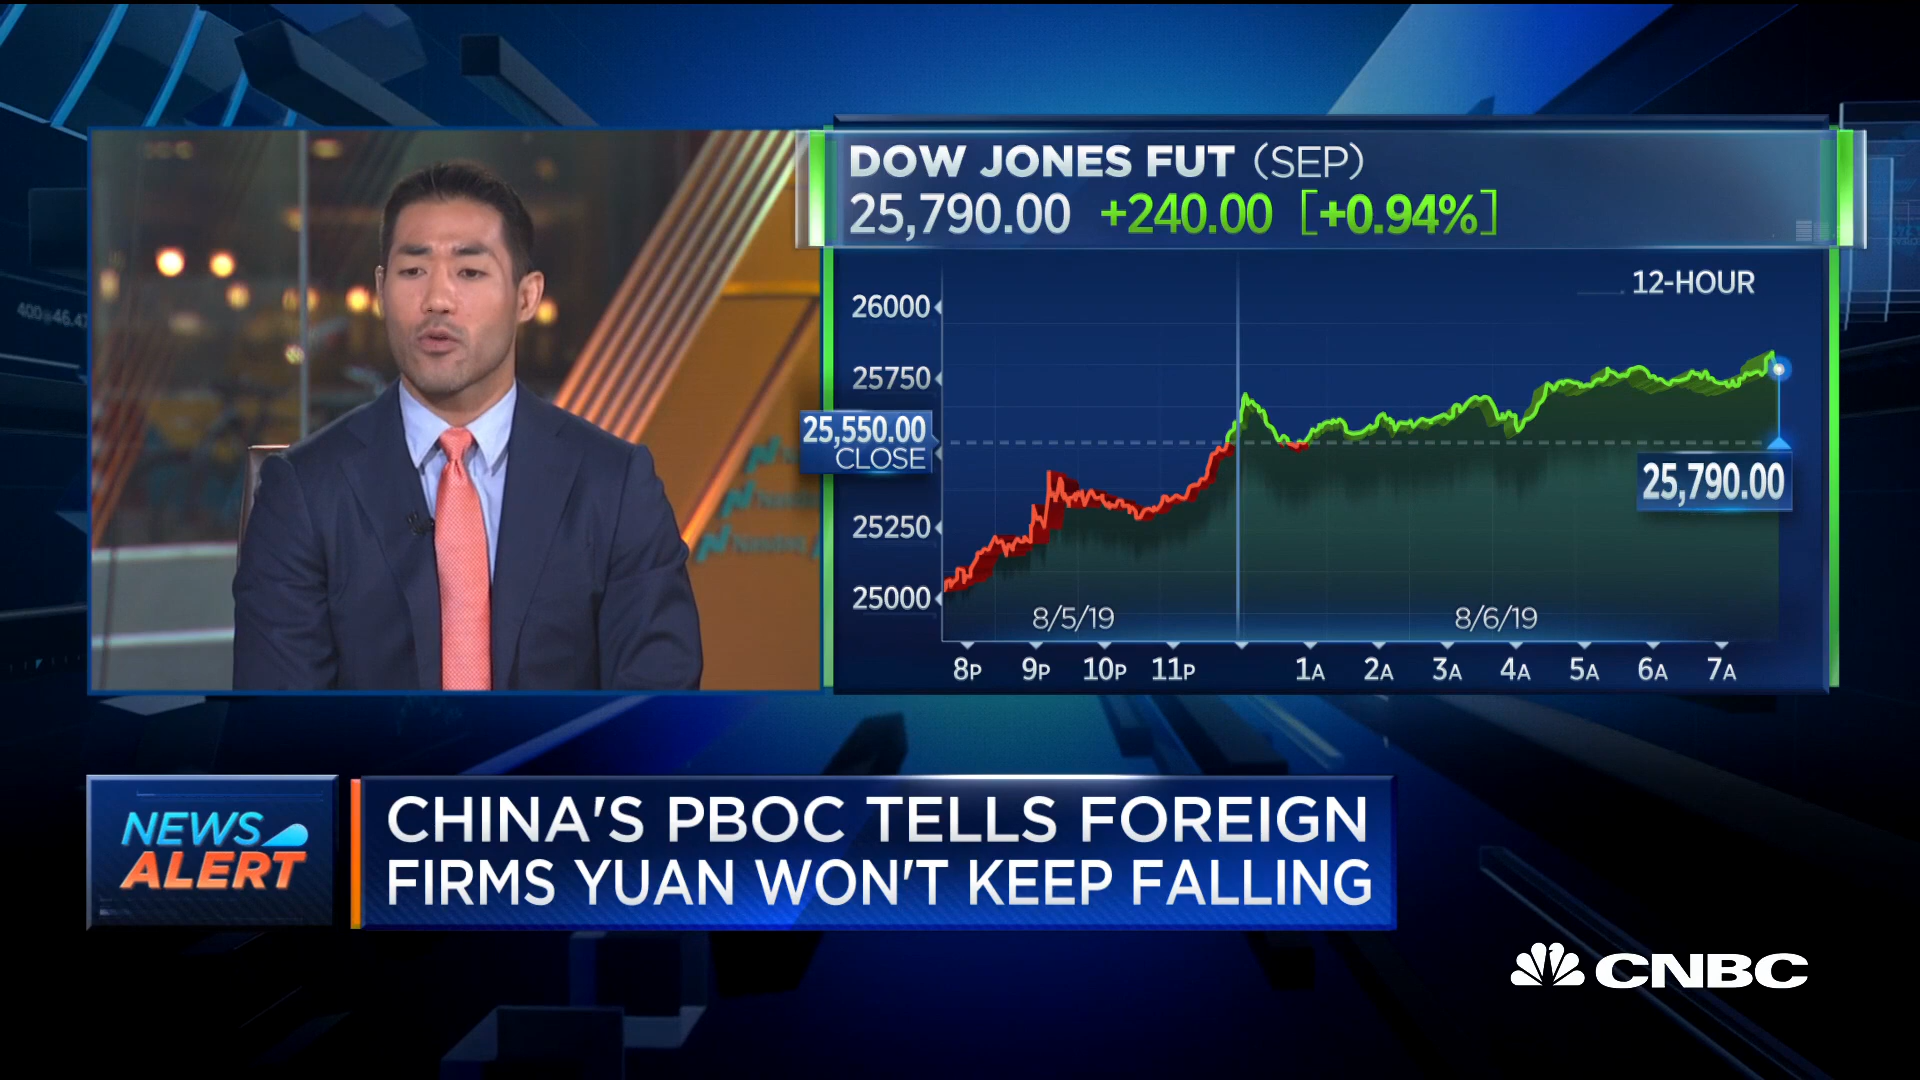 DOW JONES FUT (SEP)
25,790.00 +240.00 [+0.94%]
12-HOUR
26000
25750
25,550.00
CLOSE
25,790.00
25250
25000
8/5/19 8/6/19
8P 9P 10P 11P 1A 2A 3A 4A 5A 6A 7A
NEWS
ALERT
CHINA'S PBOC TELLS FOREIGN
FIRMS YUAN WON'T KEEP FALLING
CNBC